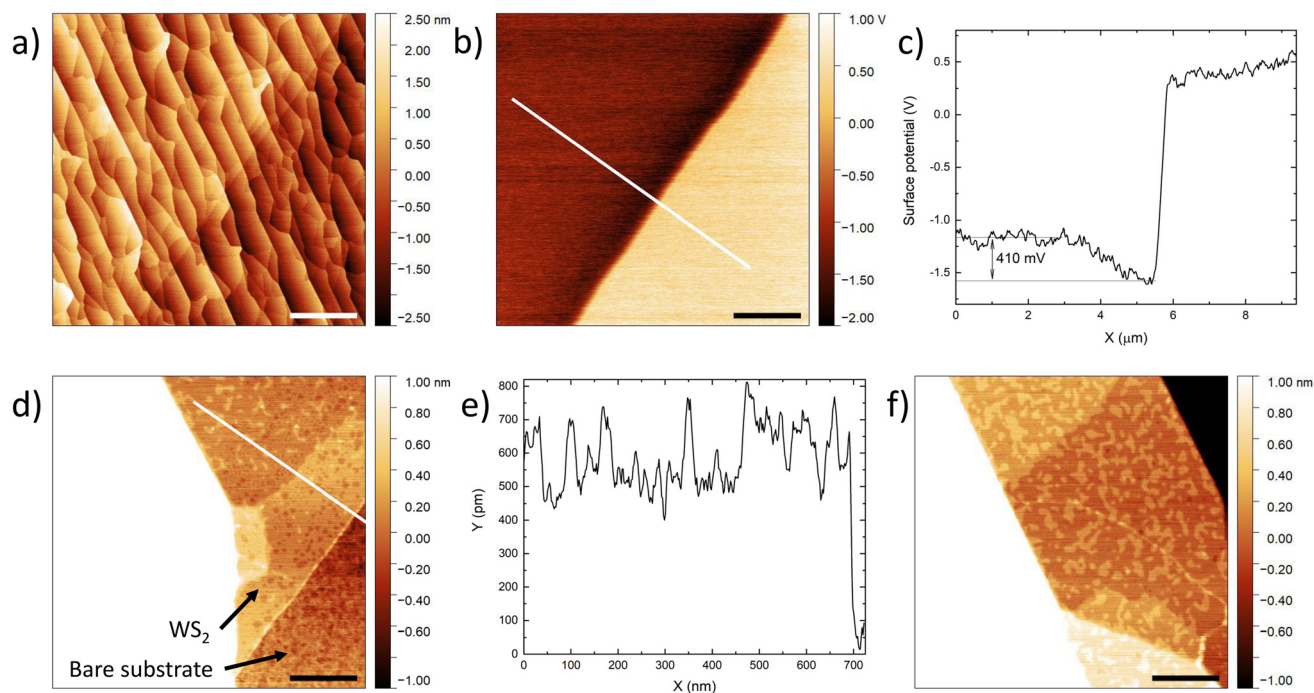 a)
2.50 nm
2.00
1.50
1.00
0.50
0.00
−0.50
−1.00
−1.50
−2.00
−2.50
b)
1.00 V
0.50
0.00
−0.50
−1.00
−1.50
−2.00
c)
Surface potential (V)
0.5
0.0
-0.5
-1.0
-1.5
410 mV
0 2 4 6 8
X (μm)
d)
WS2
Bare substrate
1.00 nm
0.80
0.60
0.40
0.20
0.00
−0.20
−0.40
−0.60
−0.80
−1.00
e)
Y (pm)
800
700
600
500
400
300
200
100
0
0 100 200 300 400 500 600 700
X (nm)
f)
1.00 nm
0.80
0.60
0.40
0.20
0.00
−0.20
−0.40
−0.60
−0.80
−1.00